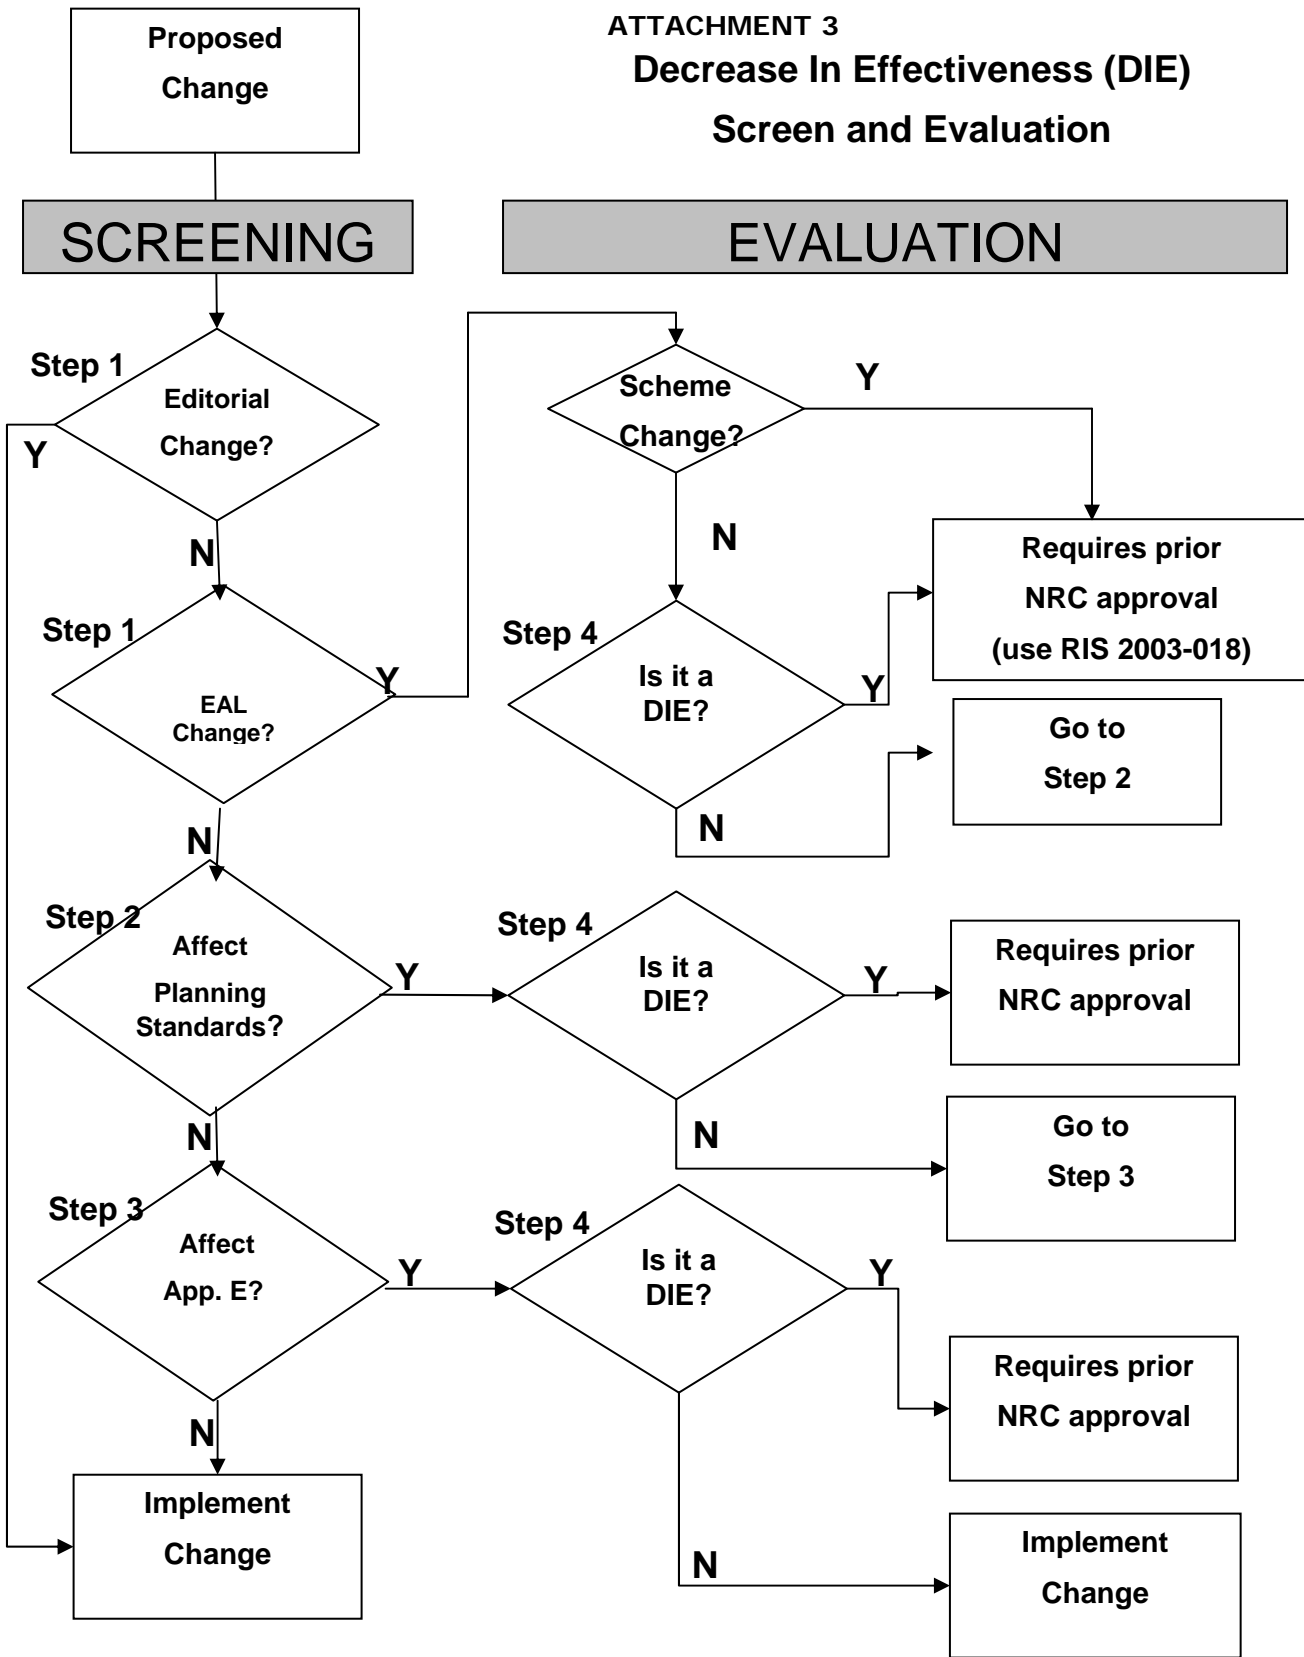 ATTACHMENT 3
Decrease In Effectiveness (DIE)
Screen and Evaluation
Proposed
Change
SCREENING
EVALUATION
Step 1
Editorial
Change?
Y
N
Scheme
Change?
Y
N
Requires prior
NRC approval
(use RIS 2003-018)
Step 1
EAL
Change?
Y
N
Step 4
Is it a
DIE?
Y
N
Go to
Step 2
Step 2
Affect
Planning
Standards?
Y
N
Step 4
Is it a
DIE?
Y
N
Requires prior
NRC approval
Go to
Step 3
Step 3
Affect
App. E?
Y
N
Step 4
Is it a
DIE?
Y
N
Requires prior
NRC approval
Implement
Change
Implement
Change